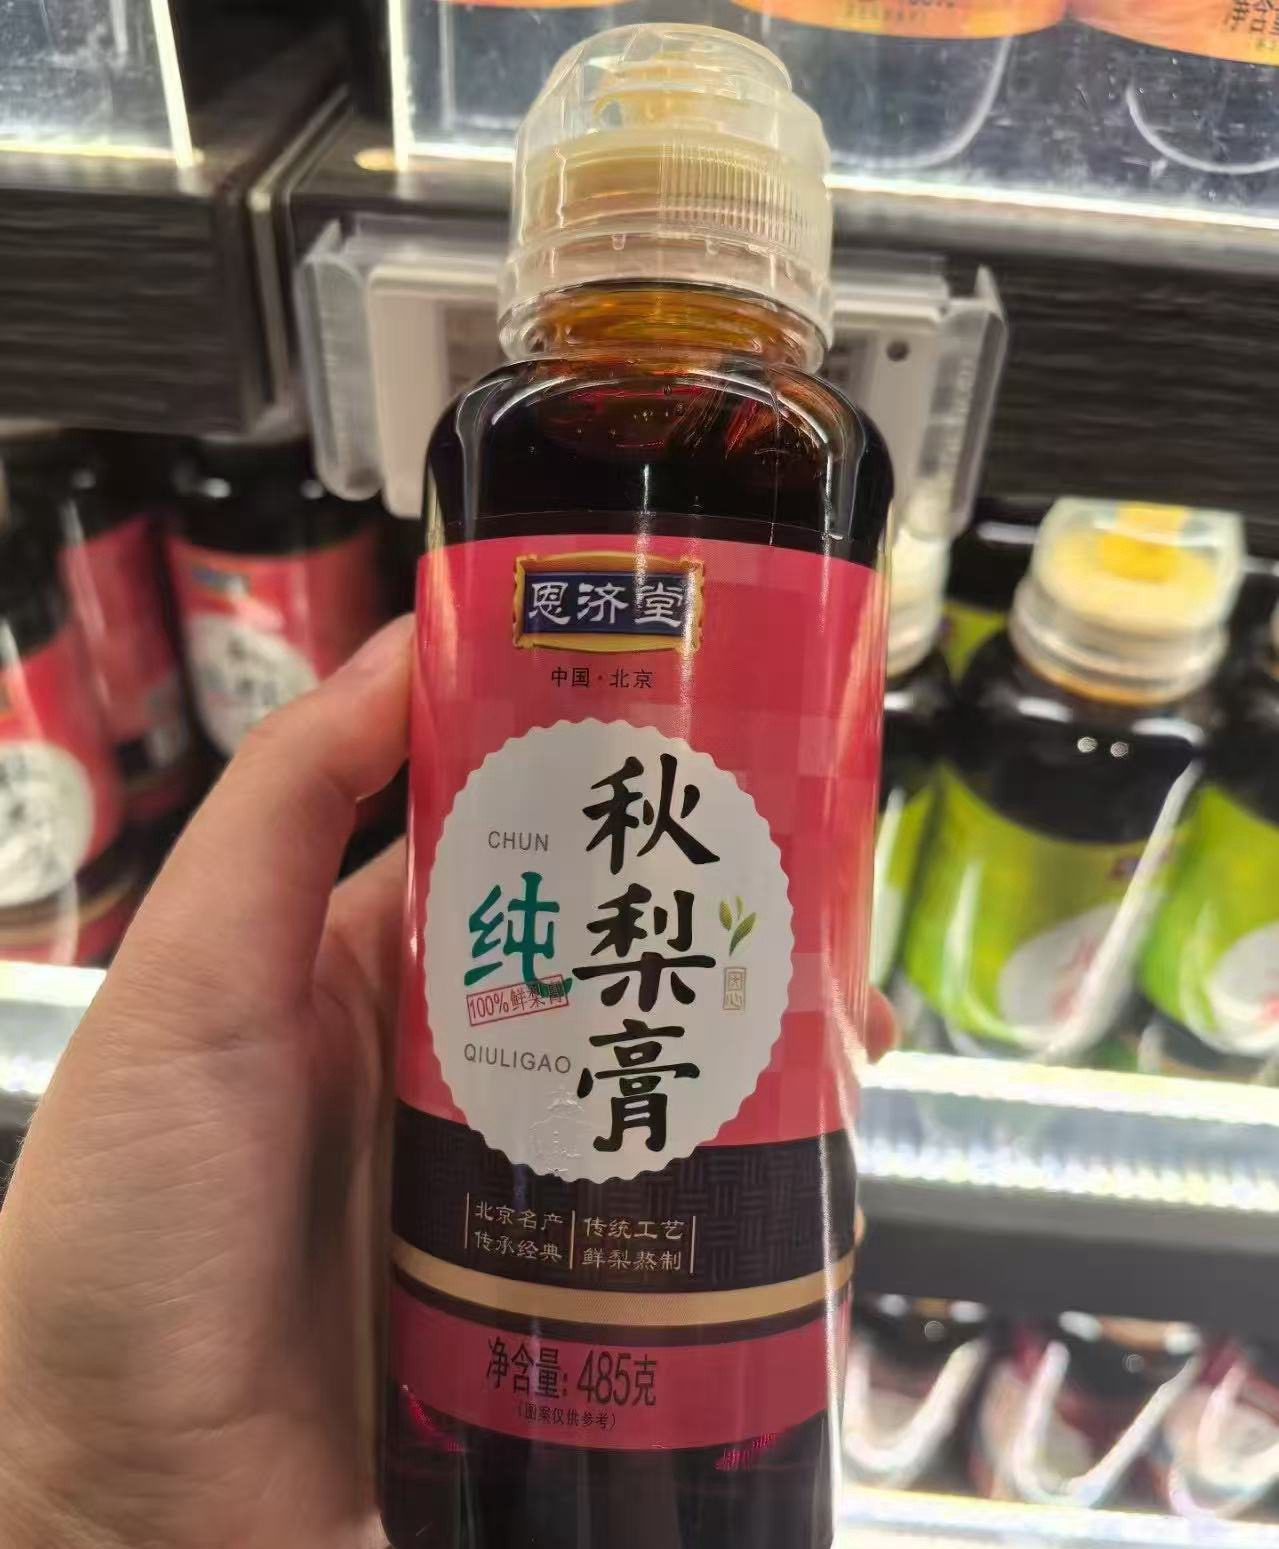 恩济堂
中国·北京
秋梨膏
CHUN
纯
100%鲜梨膏
QIULIGAO
北京名产
传承经典
传统工艺
鲜梨熬制
净含量:485克
(图案仅供参考)